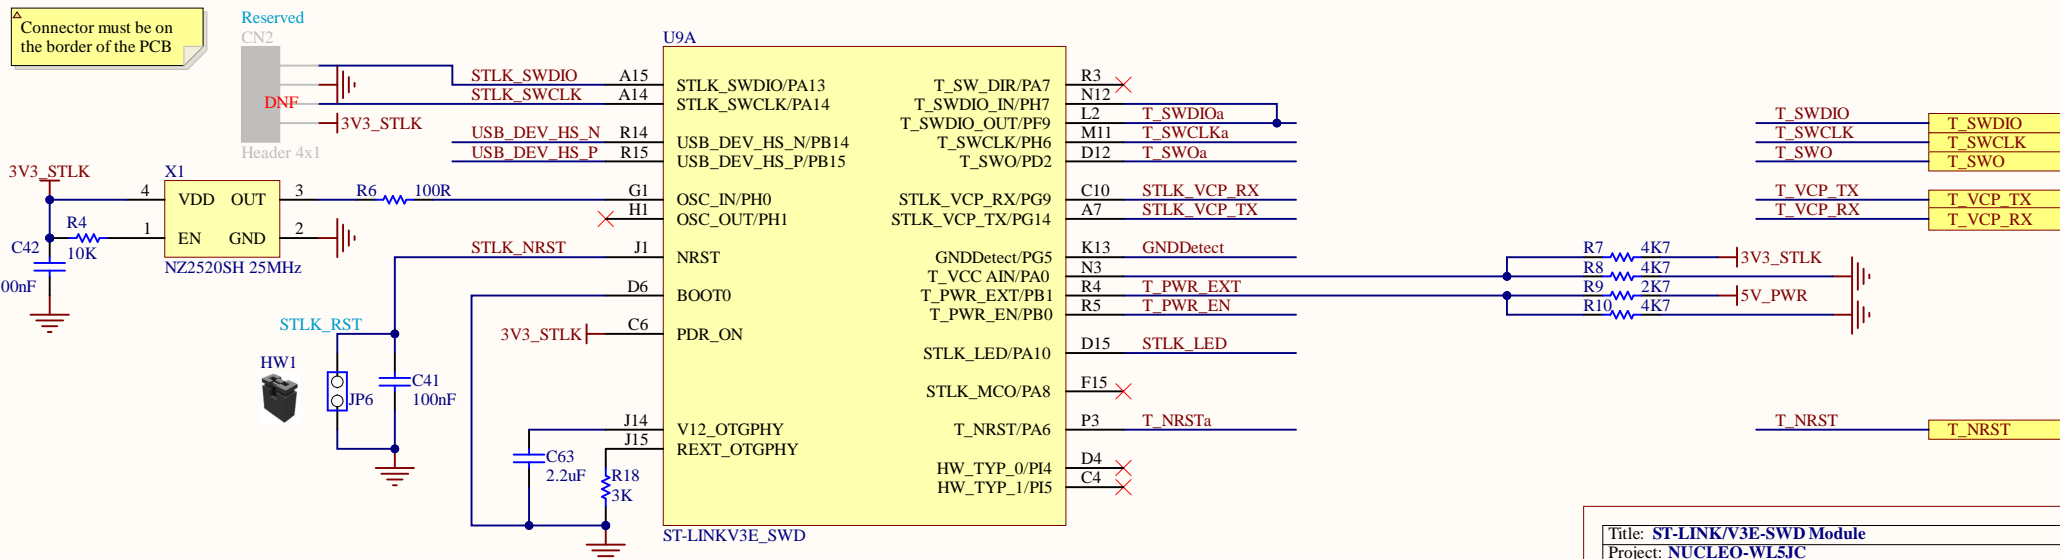 Connector must be on
the border of the PCB
Reserved
CN2
DNF
3V3_STLK
Header 4x1
STLK_SWDIO
STLK_SWCLK
USB_DEV_HS_N
USB_DEV_HS_P
A15
A14
R14
R15
3V3_STLK
X1
4
VDD OUT
3
R6 100R
R4
10K
1
EN GND
2
C42
00nF
NZ2520SH 25MHz
G1
H1
STLK_NRST
J1
D6
3V3_STLK
C6
STLK_RST
HW1
JP6
C41
100nF
J14
J15
C63
2.2uF
R18
3K
U9A
STLK_SWDIO/PA13
STLK_SWCLK/PA14
USB_DEV_HS_N/PB14
USB_DEV_HS_P/PB15
OSC_IN/PH0
OSC_OUT/PH1
NRST
BOOT0
PDR_ON
V12_OTGPHY
REXT_OTGPHY
T_SW_DIR/PA7
T_SWDIO_IN/PH7
T_SWDIO_OUT/PF9
T_SWCLK/PH6
T_SWO/PD2
STLK_VCP_RX/PG9
STLK_VCP_TX/PG14
GNDDetect/PG5
T_VCC AIN/PA0
T_PWR_EXT/PB1
T_PWR_EN/PB0
STLK_LED/PA10
STLK_MCO/PA8
T_NRST/PA6
HW_TYP_0/PI4
HW_TYP_1/PI5
ST-LINKV3E_SWD
R3
N12
L2 T_SWDIOa
M11 T_SWCLKa
D12 T_SWOa
C10 STLK_VCP_RX
A7 STLK_VCP_TX
K13 GNDDetect
N3
R4 T_PWR_EXT
R5 T_PWR_EN
D15 STLK_LED
F15
P3 T_NRSTa
D4
C4
R7 4K7
3V3_STLK
R8 4K7
R9 2K7
5V_PWR
R10 4K7
T_SWDIO T_SWDIO
T_SWCLK T_SWCLK
T_SWO T_SWO
T_VCP_TX T_VCP_TX
T_VCP_RX T_VCP_RX
T_NRST T_NRST
Title: ST-LINK/V3E-SWD Module
Project: NUCLEO-WL5JC